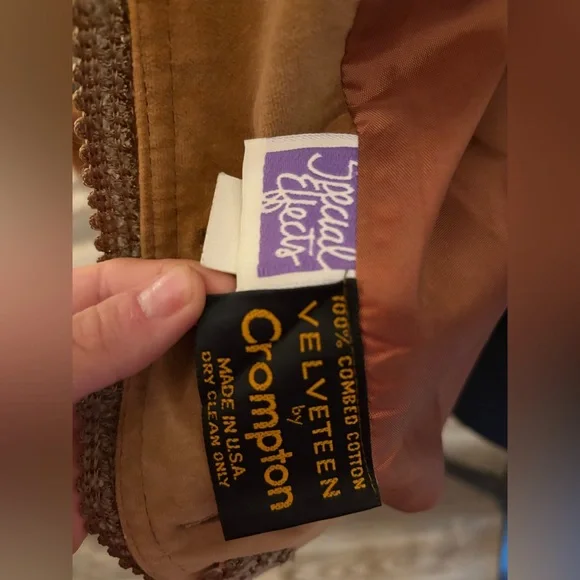 Special
Effects
100% COMBED COTTON
VELVETEEN
by
Crompton
MADE IN U.S.A.
DRY CLEAN ONLY